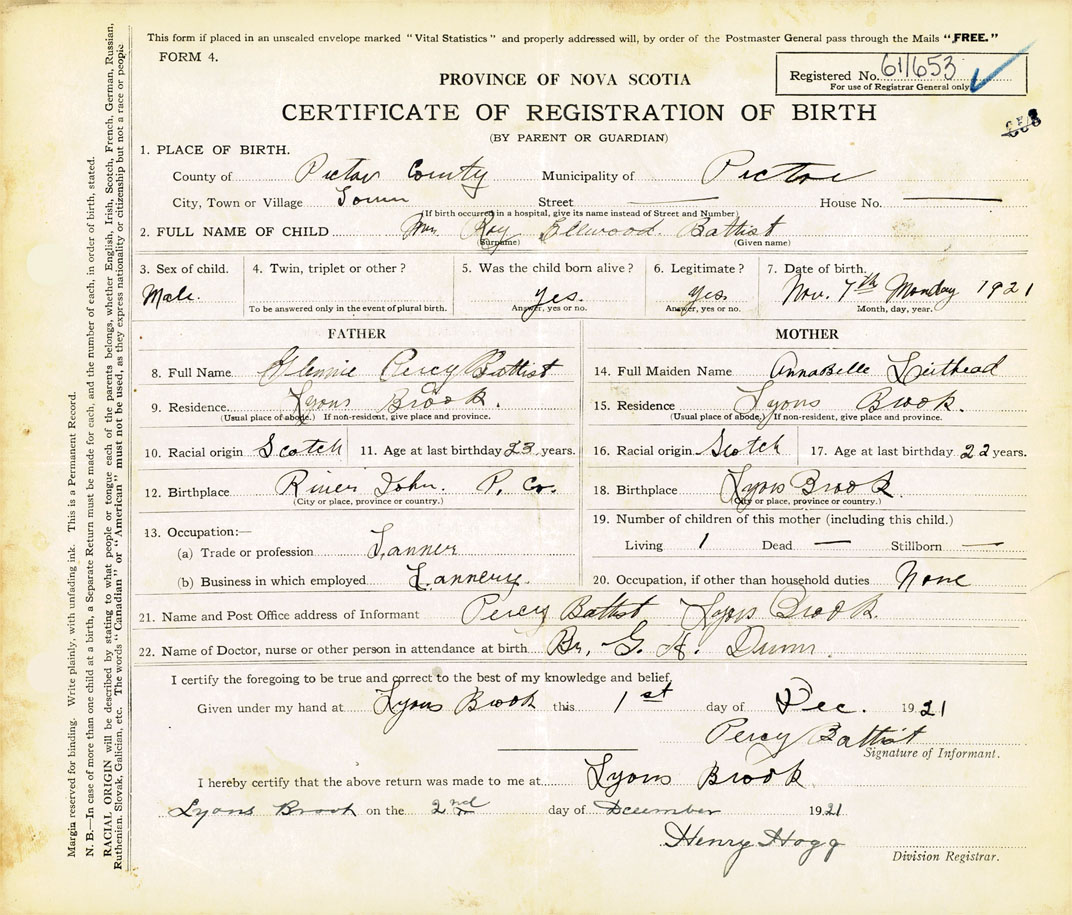 This form if placed in an unsealed envelope marked "Vital Statistics" and properly addressed will, by order of the Postmaster General pass through the Mails "FREE."
FORM 4.
Registered No. 61/653
For use of Registrar General only.
PROVINCE OF NOVA SCOTIA
CERTIFICATE OF REGISTRATION OF BIRTH
(BY PARENT OR GUARDIAN)
1. PLACE OF BIRTH.
County of Pictou County Municipality of Pictou
City, Town or Village Street House No.
(If birth occurred in a hospital, give its name instead of Street and Number)
2. FULL NAME OF CHILD Roy Ellwood Battist
(Surname) (Given name)
3. Sex of child. 4. Twin, triplet or other? 5. Was the child born alive? 6. Legitimate? 7. Date of birth.
Male. yes. yes. Nov. 7th Monday 1921
To be answered only in the event of plural birth. Answer, yes or no. Answer, yes or no. Month, day, year.
FATHER
8. Full Name Percy Battist
9. Residence Lyons Brook.
(Usual place of abode.) If non-resident, give place and province.
10. Racial origin Scotch 11. Age at last birthday 23 years.
12. Birthplace River John. P. Co.
(City or place, province or country.)
13. Occupation:—
(a) Trade or profession Tanner
(b) Business in which employed Tannery.
MOTHER
14. Full Maiden Name Annabelle Leithead
15. Residence Lyons Brook.
(Usual place of abode.) If non-resident, give place and province.
16. Racial origin Scotch 17. Age at last birthday 22 years.
18. Birthplace Lyons Brook
(City or place, province or country.)
19. Number of children of this mother (including this child.)
Living 1 Dead — Stillborn —
20. Occupation, if other than household duties None
21. Name and Post Office address of Informant Percy Battist Lyons Brook.
22. Name of Doctor, nurse or other person in attendance at birth Dr. G. A. Dunn.
I certify the foregoing to be true and correct to the best of my knowledge and belief,
Given under my hand at Lyons Brook this 1st day of Dec. 1921
Percy Battist
Signature of Informant.
I hereby certify that the above return was made to me at Lyons Brook
Lyons Brook on the 2nd day of December 1921
Henry Hogg
Division Registrar.
Margin reserved for binding. Write plainly, with unfading ink. This is a Permanent Record.
N. B.—In case of more than one child at a birth, a Separate Return must be made for each, and the number of each, in order of birth, stated.
RACIAL ORIGIN will be described by stating to what people or tongue each of the parents belongs, whether English, Irish, Scotch, French, German, Russian,
Ruthenian, Slovak, Galician, etc. The words "Canadian" or "American" must not be used, as they express nationality or citizenship but not a race or people